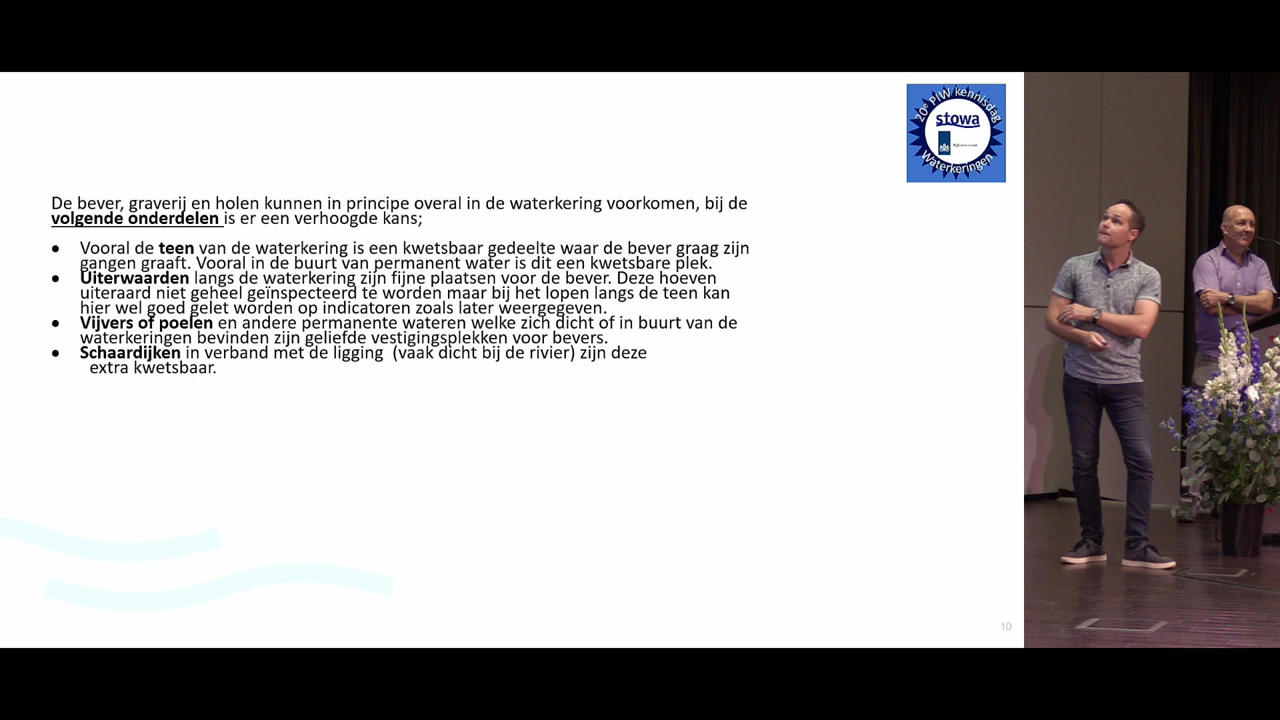 20e PIW kennisdag
stowa
Waterkeringen
De bever, graverij en holen kunnen in principe overal in de waterkering voorkomen, bij de
volgende onderdelen is er een verhoogde kans;
• Vooral de teen van de waterkering is een kwetsbaar gedeelte waar de bever graag zijn
gangen graaft. Vooral in de buurt van permanent water is dit een kwetsbare plek.
• Uiterwaarden langs de waterkering zijn fijne plaatsen voor de bever. Deze hoeven
uiteraard niet geheel geïnspecteerd te worden maar bij het lopen langs de teen kan
hier wel goed gelet worden op indicatoren zoals later weergegeven.
• Vijvers of poelen en andere permanente wateren welke zich dicht of in buurt van de
waterkeringen bevinden zijn geliefde vestigingsplekken voor bevers.
• Schaardijken in verband met de ligging (vaak dicht bij de rivier) zijn deze
extra kwetsbaar.
10